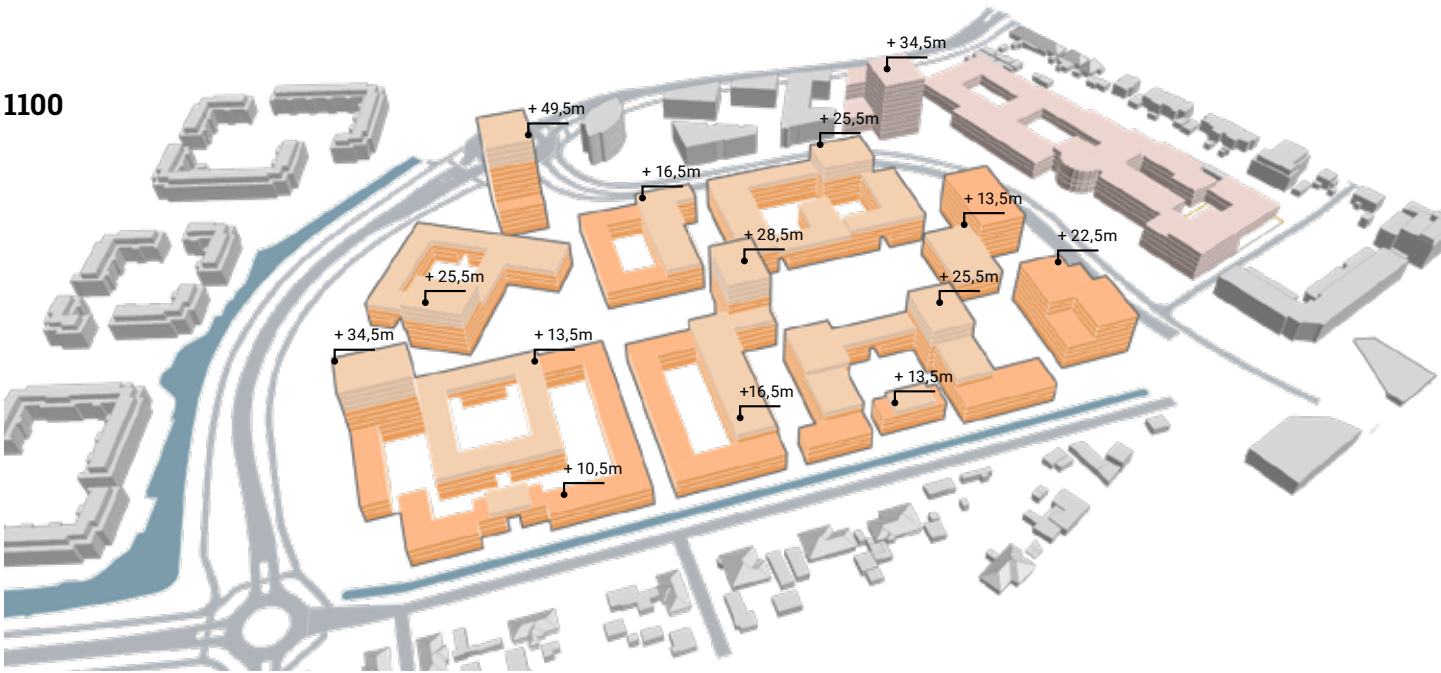 + 34,5m
1100
+ 49,5m
+ 25,5m
+ 16,5m
+ 13,5m
+ 28,5m
+ 22,5m
+ 25,5m
+ 25,5m
+ 34,5m
+ 13,5m
+ 13,5m
+16,5m
+ 10,5m